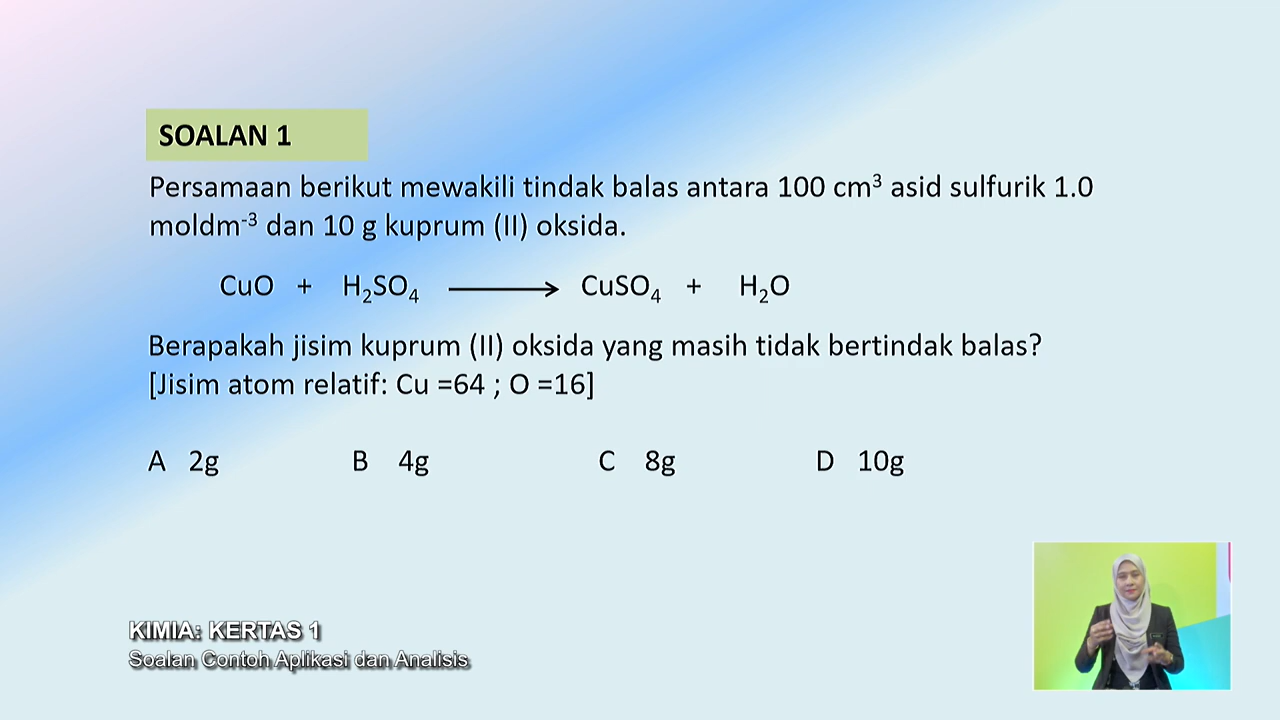 SOALAN 1
Persamaan berikut mewakili tindak balas antara 100 cm³ asid sulfurik 1.0
moldm⁻³ dan 10 g kuprum (II) oksida.
CuO + H₂SO₄ ⟶ CuSO₄ + H₂O
Berapakah jisim kuprum (II) oksida yang masih tidak bertindak balas?
[Jisim atom relatif: Cu =64 ; O =16]
A 2g B 4g C 8g D 10g
KIMIA: KERTAS 1
Soalan Contoh Aplikasi dan Analisis